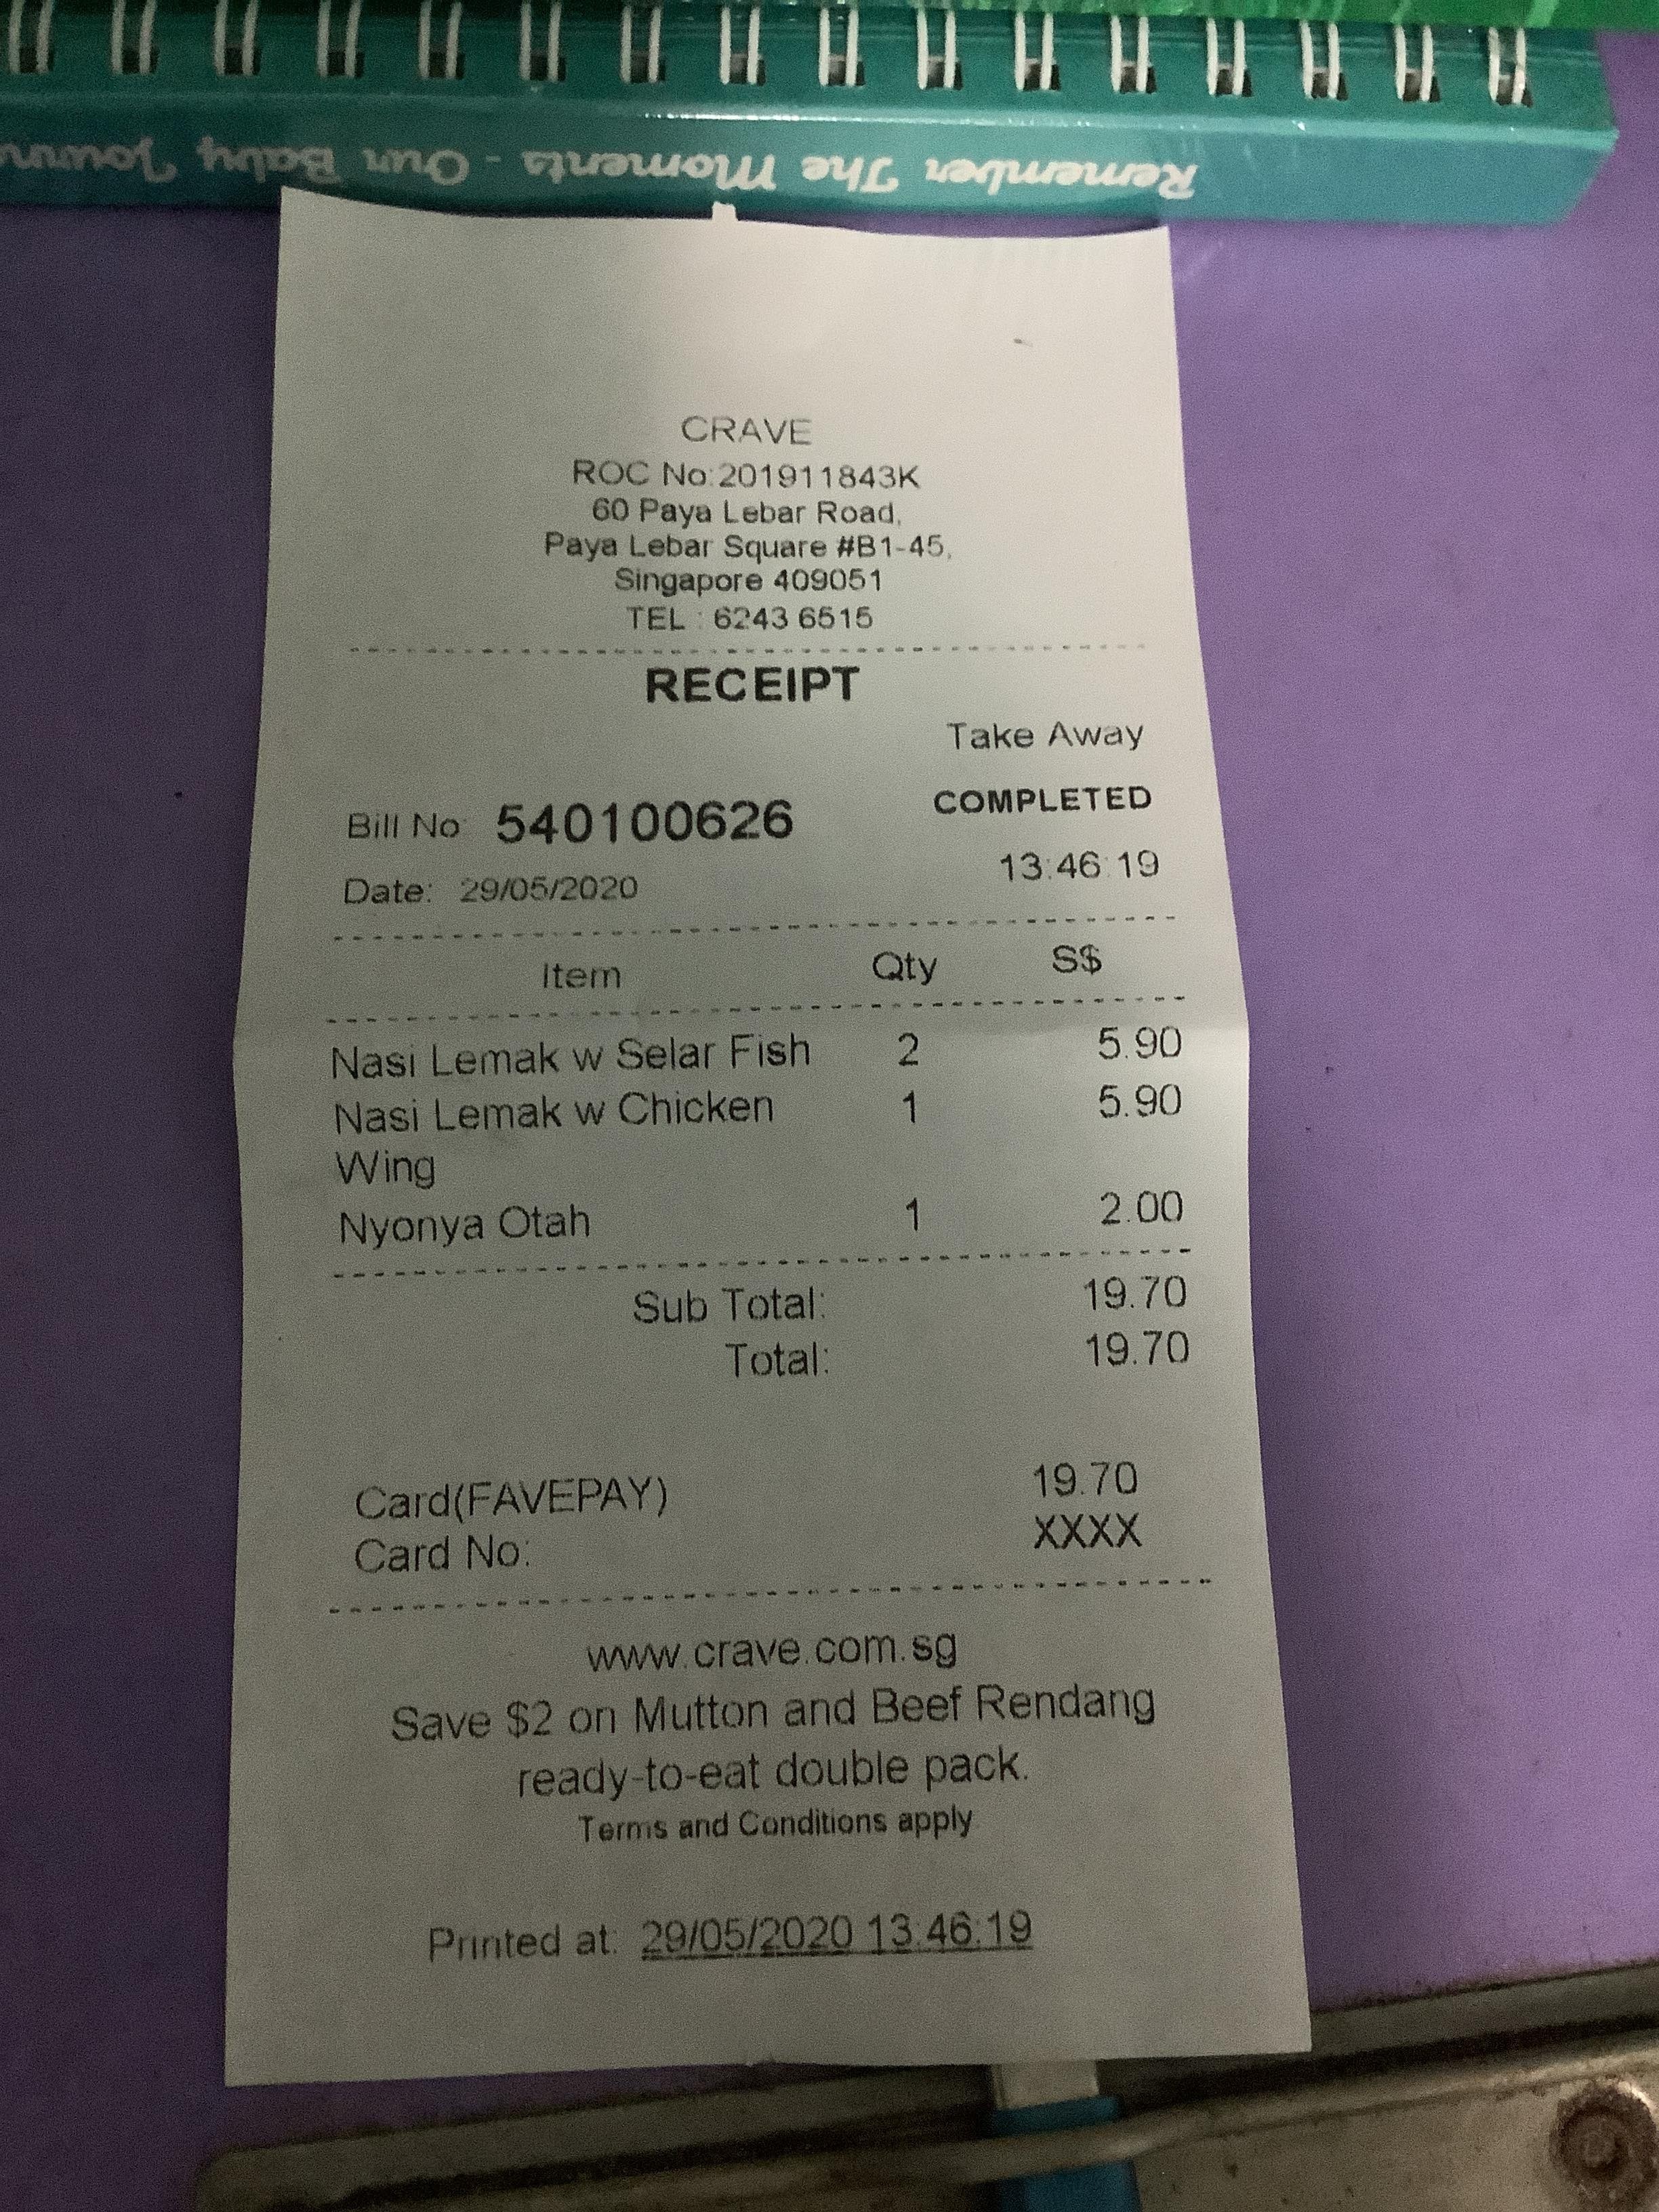 Remember The Moments - Our Baby
CRAVE
ROC No:201911843K
60 Paya Lebar Road,
Paya Lebar Square #B1-45,
Singapore 409051
TEL : 6243 6515
RECEIPT
Take Away
COMPLETED
Bill No: 540100626
13:46:19
Date: 29/05/2020
Item Qty S$
Nasi Lemak w Selar Fish 2 5.90
Nasi Lemak w Chicken 1 5.90
Wing
Nyonya Otah 1 2.00
Sub Total: 19.70
Total: 19.70
Card(FAVEPAY) 19.70
Card No: XXXX
www.crave.com.sg
Save $2 on Mutton and Beef Rendang
ready-to-eat double pack.
Terms and Conditions apply
Printed at: 29/05/2020 13:46:19